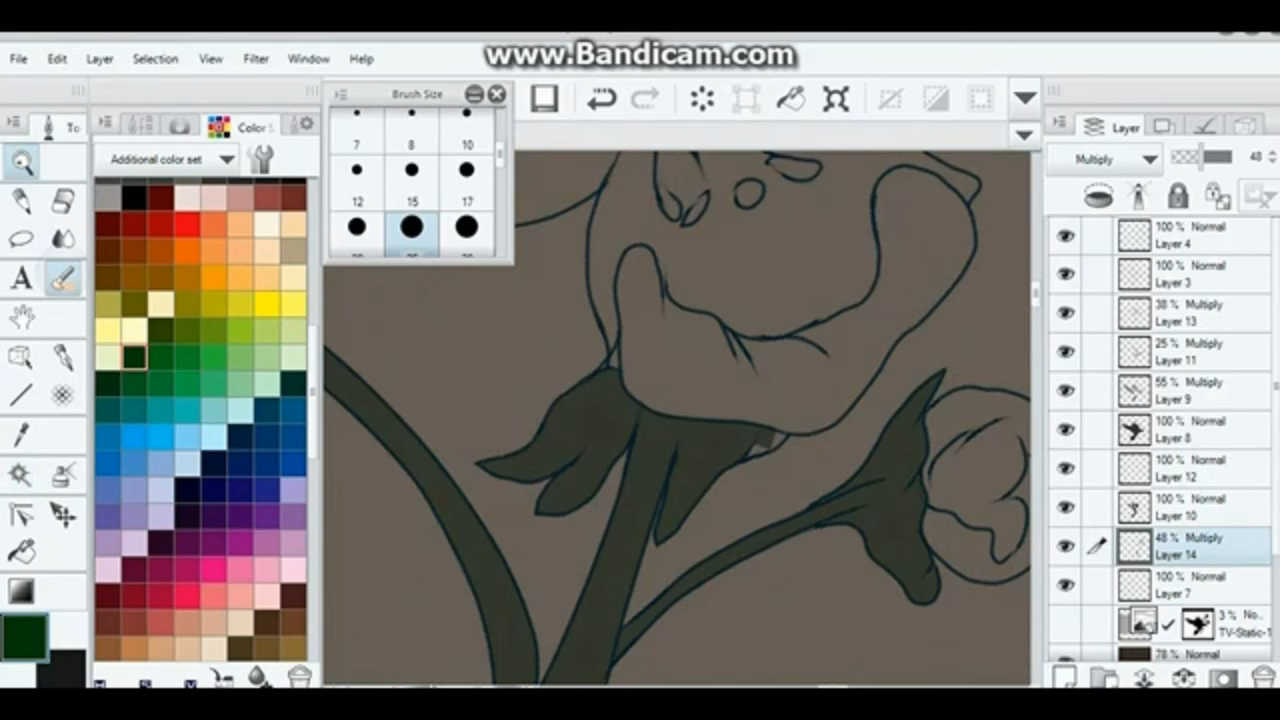 www.Bandicam.com
File Edit Layer Selection View Filter Window Help
Brush Size
To
Color S
Layer
Additional color set
7 8 10
12 15 17
Multiply 48
A
100 % Normal
Layer 4
100 % Normal
Layer 3
38 % Multiply
Layer 13
25 % Multiply
Layer 11
55 % Multiply
Layer 9
100 % Normal
Layer 8
100 % Normal
Layer 12
100 % Normal
Layer 10
48 % Multiply
Layer 14
100 % Normal
Layer 7
3 % No...
TV-Static-1
78 % Normal